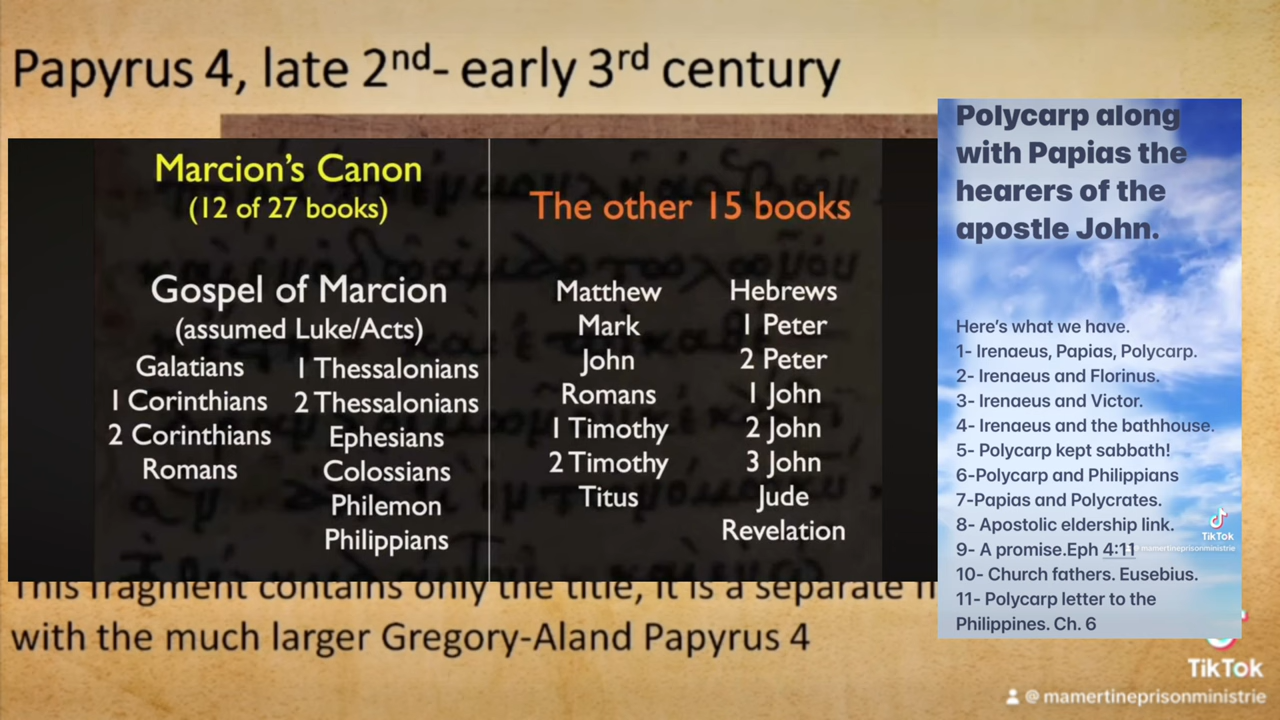 Papyrus 4, late 2nd- early 3rd century
Marcion's Canon
(12 of 27 books)
Gospel of Marcion
(assumed Luke/Acts)
Galatians
1 Corinthians
2 Corinthians
Romans
1 Thessalonians
2 Thessalonians
Ephesians
Colossians
Philemon
Philippians
The other 15 books
Matthew
Mark
John
Romans
1 Timothy
2 Timothy
Titus
Hebrews
1 Peter
2 Peter
1 John
2 John
3 John
Jude
Revelation
This fragment contains only the title, it is a separate
with the much larger Gregory-Aland Papyrus 4
Polycarp along
with Papias the
hearers of the
apostle John.
Here's what we have.
1- Irenaeus, Papias, Polycarp.
2- Irenaeus and Florinus.
3- Irenaeus and Victor.
4- Irenaeus and the bathhouse.
5- Polycarp kept sabbath!
6-Polycarp and Philippians
7-Papias and Polycrates.
8- Apostolic eldership link.
9- A promise.Eph 4:11
10- Church fathers. Eusebius.
11- Polycarp letter to the
Philippines. Ch. 6
TikTok
@ mamertineprisonministrie
TikTok
@ mamertineprisonministrie